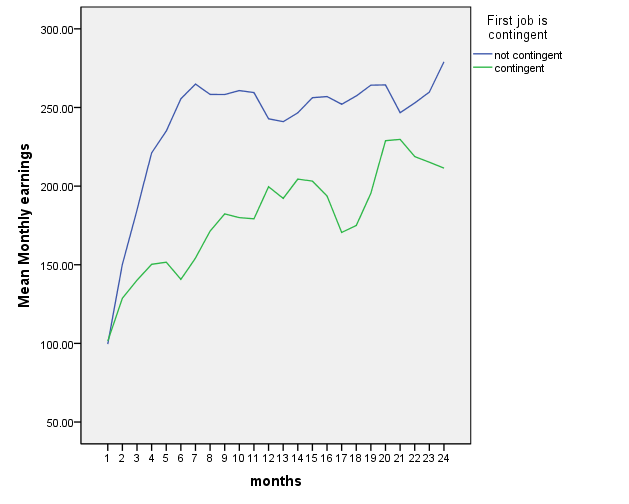 First job is
contingent
not contingent
contingent
300.00
250.00
200.00
150.00
100.00
50.00
Mean Monthly earnings
1 2 3 4 5 6 7 8 9 10 11 12 13 14 15 16 17 18 19 20 21 22 23 24
months